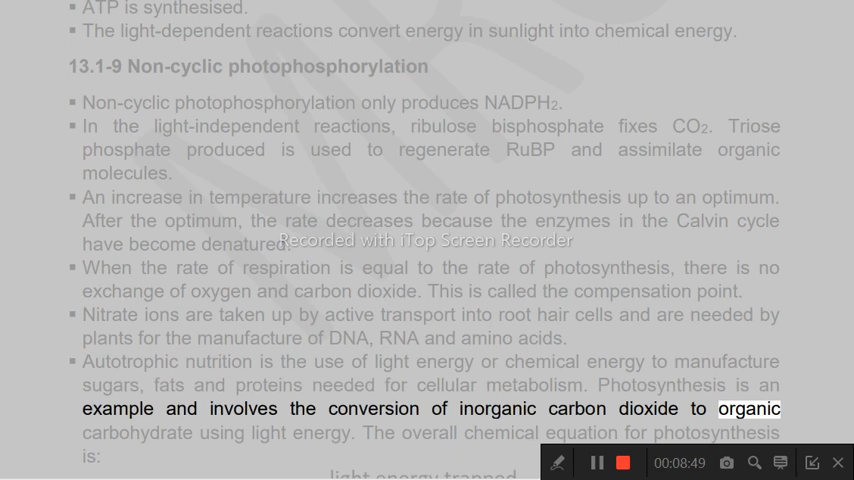 ▪ ATP is synthesised.
▪ The light-dependent reactions convert energy in sunlight into chemical energy.
13.1-9 Non-cyclic photophosphorylation
▪ Non-cyclic photophosphorylation only produces NADPH₂.
▪ In the light-independent reactions, ribulose bisphosphate fixes CO₂. Triose
phosphate produced is used to regenerate RuBP and assimilate organic
molecules.
▪ An increase in temperature increases the rate of photosynthesis up to an optimum.
After the optimum, the rate decreases because the enzymes in the Calvin cycle
have become denatured.
Recorded with iTop Screen Recorder
▪ When the rate of respiration is equal to the rate of photosynthesis, there is no
exchange of oxygen and carbon dioxide. This is called the compensation point.
▪ Nitrate ions are taken up by active transport into root hair cells and are needed by
plants for the manufacture of DNA, RNA and amino acids.
▪ Autotrophic nutrition is the use of light energy or chemical energy to manufacture
sugars, fats and proteins needed for cellular metabolism. Photosynthesis is an
example and involves the conversion of inorganic carbon dioxide to organic
carbohydrate using light energy. The overall chemical equation for photosynthesis
is:
light energy trapped
00:08:49